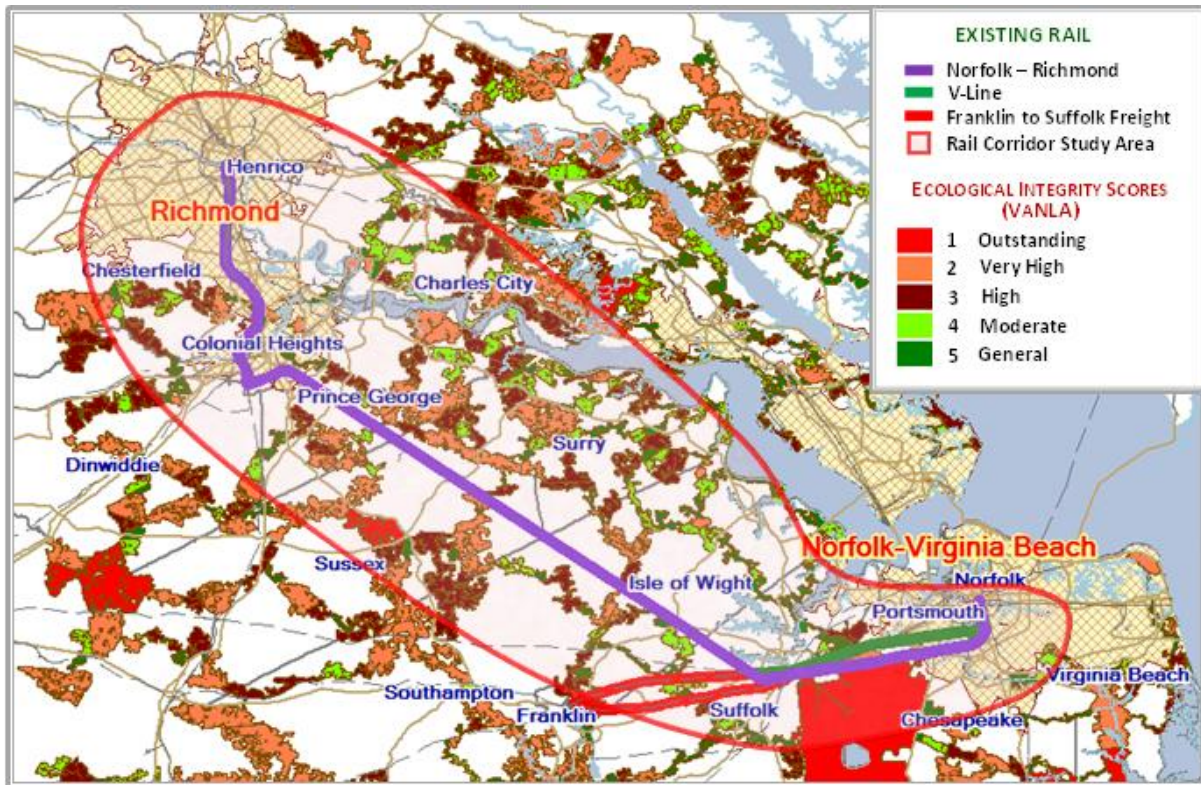 EXISTING RAIL
Norfolk – Richmond
V-Line
Franklin to Suffolk Freight
Rail Corridor Study Area
ECOLOGICAL INTEGRITY SCORES
(VANLA)
1 Outstanding
2 Very High
3 High
4 Moderate
5 General
Henrico
Richmond
Chesterfield
Charles City
Colonial Heights
Prince George
Surry
Dinwiddie
Sussex
Norfolk-Virginia Beach
Isle of Wight
Norfolk
Portsmouth
Southampton
Virginia Beach
Franklin
Suffolk
Chesapeake